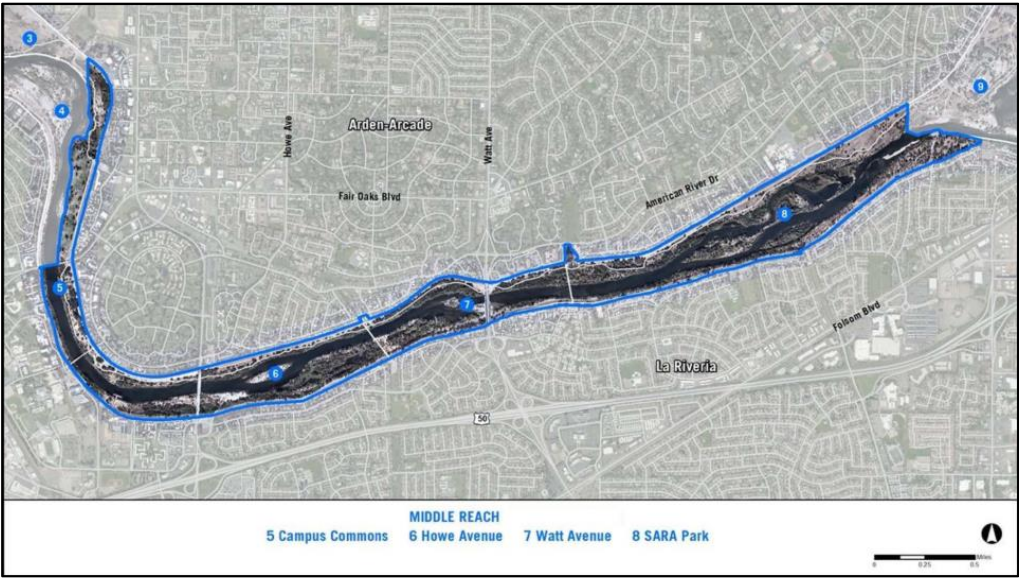 3
9
4
Howe Ave
Arden-Arcade
Watt Ave
Fair Oaks Blvd
American River Dr
8
5
7
Folsom Blvd
6
La Riveria
50
MIDDLE REACH
5 Campus Commons 6 Howe Avenue 7 Watt Avenue 8 SARA Park
Miles
0 0.25 0.5